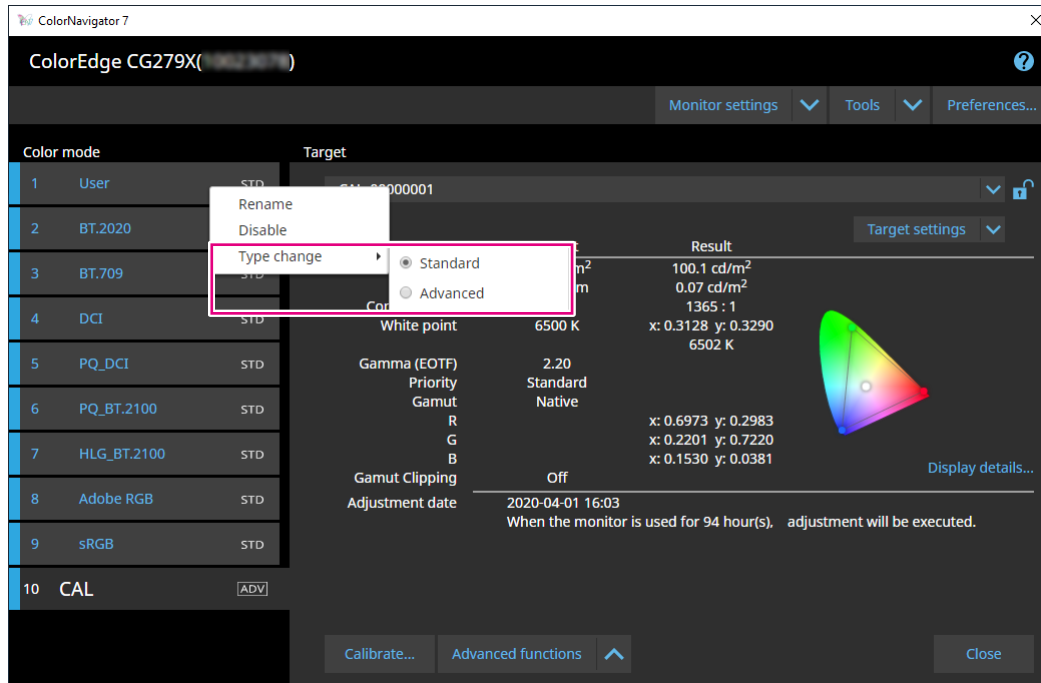 ColorNavigator 7
ColorEdge CG279X( )
Monitor settings
Tools
Preferences...
Color mode
1 User STD
2 BT.2020
3 BT.709 STD
4 DCI STD
5 PQ_DCI STD
6 PQ_BT.2100 STD
7 HLG_BT.2100 STD
8 Adobe RGB STD
9 sRGB STD
10 CAL ADV
Rename
Disable
Type change
Standard
Advanced
Target
00000001
Target settings
Result
m² 100.1 cd/m²
m 0.07 cd/m²
1365 : 1
White point 6500 K x: 0.3128 y: 0.3290
6502 K
Gamma (EOTF) 2.20
Priority Standard
Gamut Native
R x: 0.6973 y: 0.2983
G x: 0.2201 y: 0.7220
B x: 0.1530 y: 0.0381
Gamut Clipping Off
Display details...
Adjustment date 2020-04-01 16:03
When the monitor is used for 94 hour(s), adjustment will be executed.
Calibrate...
Advanced functions
Close